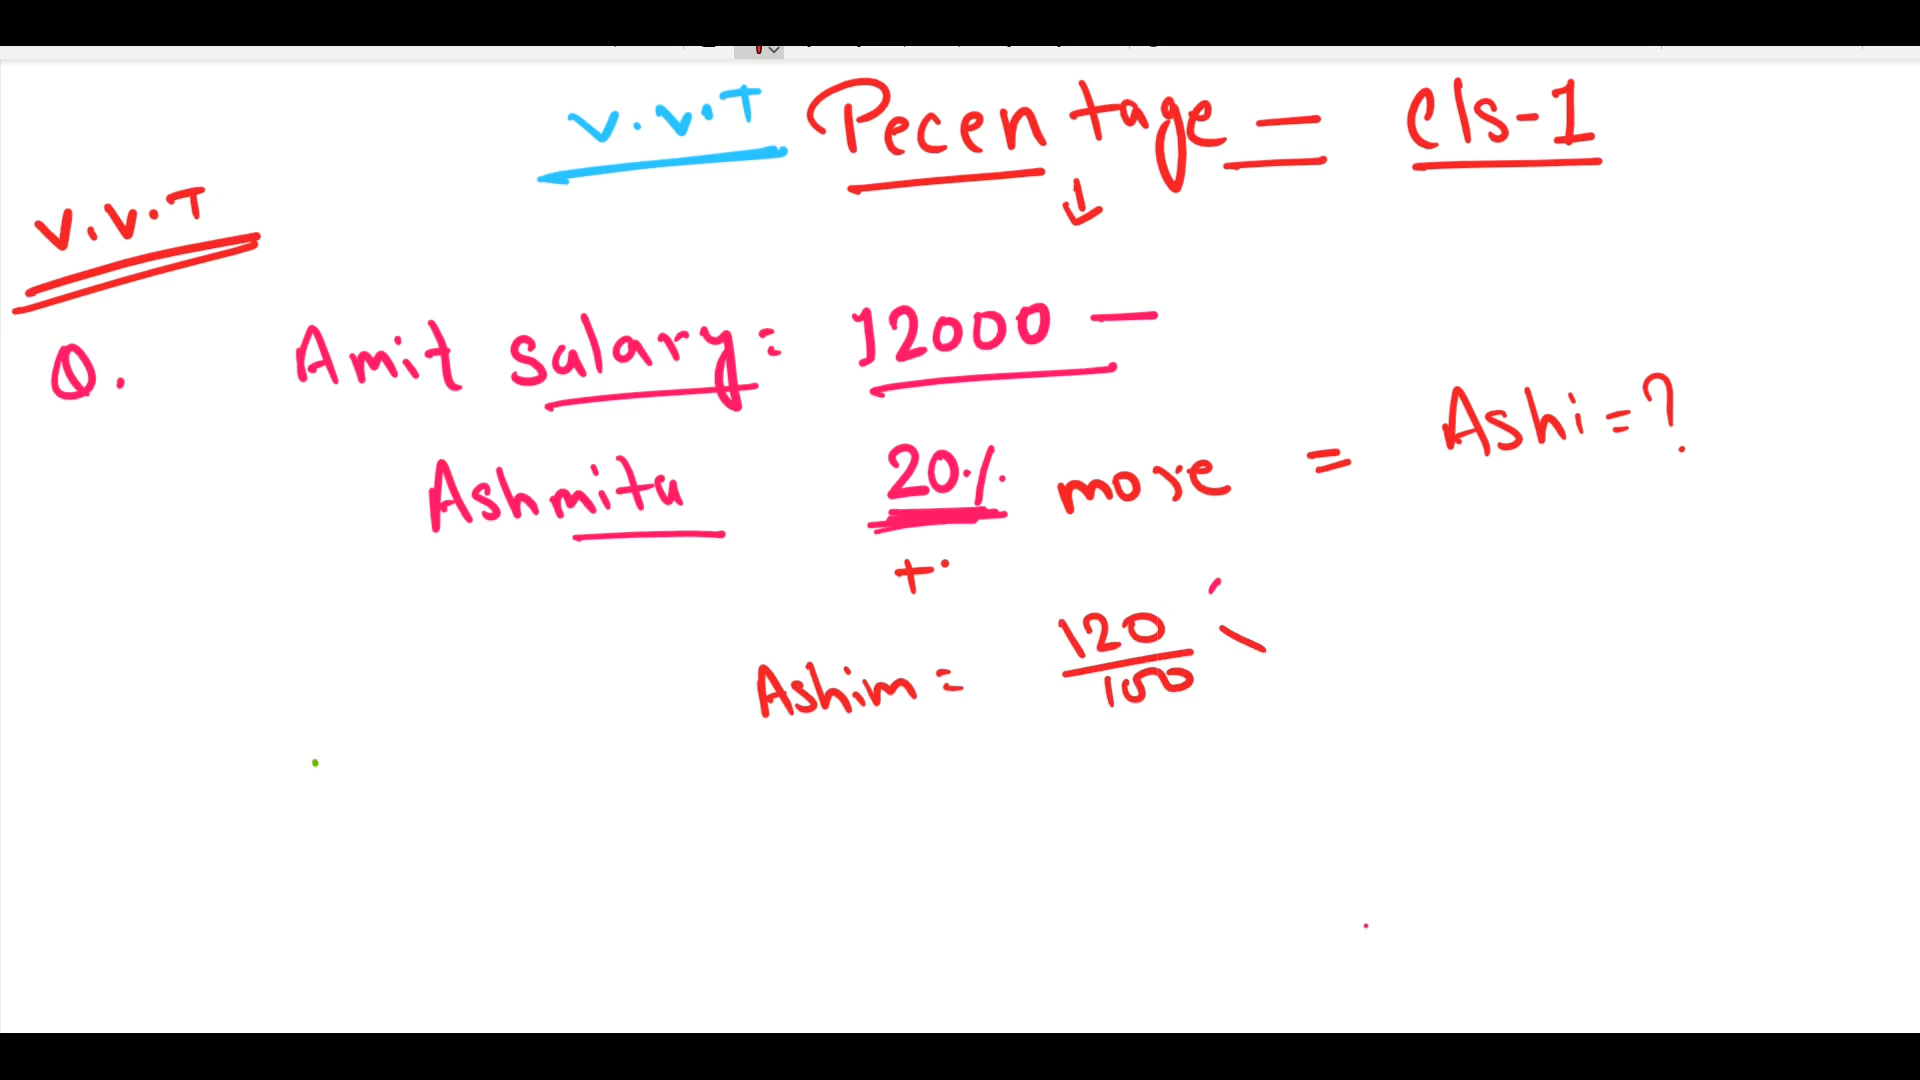 V.V.T Pecentage = Cls-1
V.V.T
Q. Amit salary = 12000 -
Ashmita 20% more = Ashi = ?
+
Ashim = 120/100